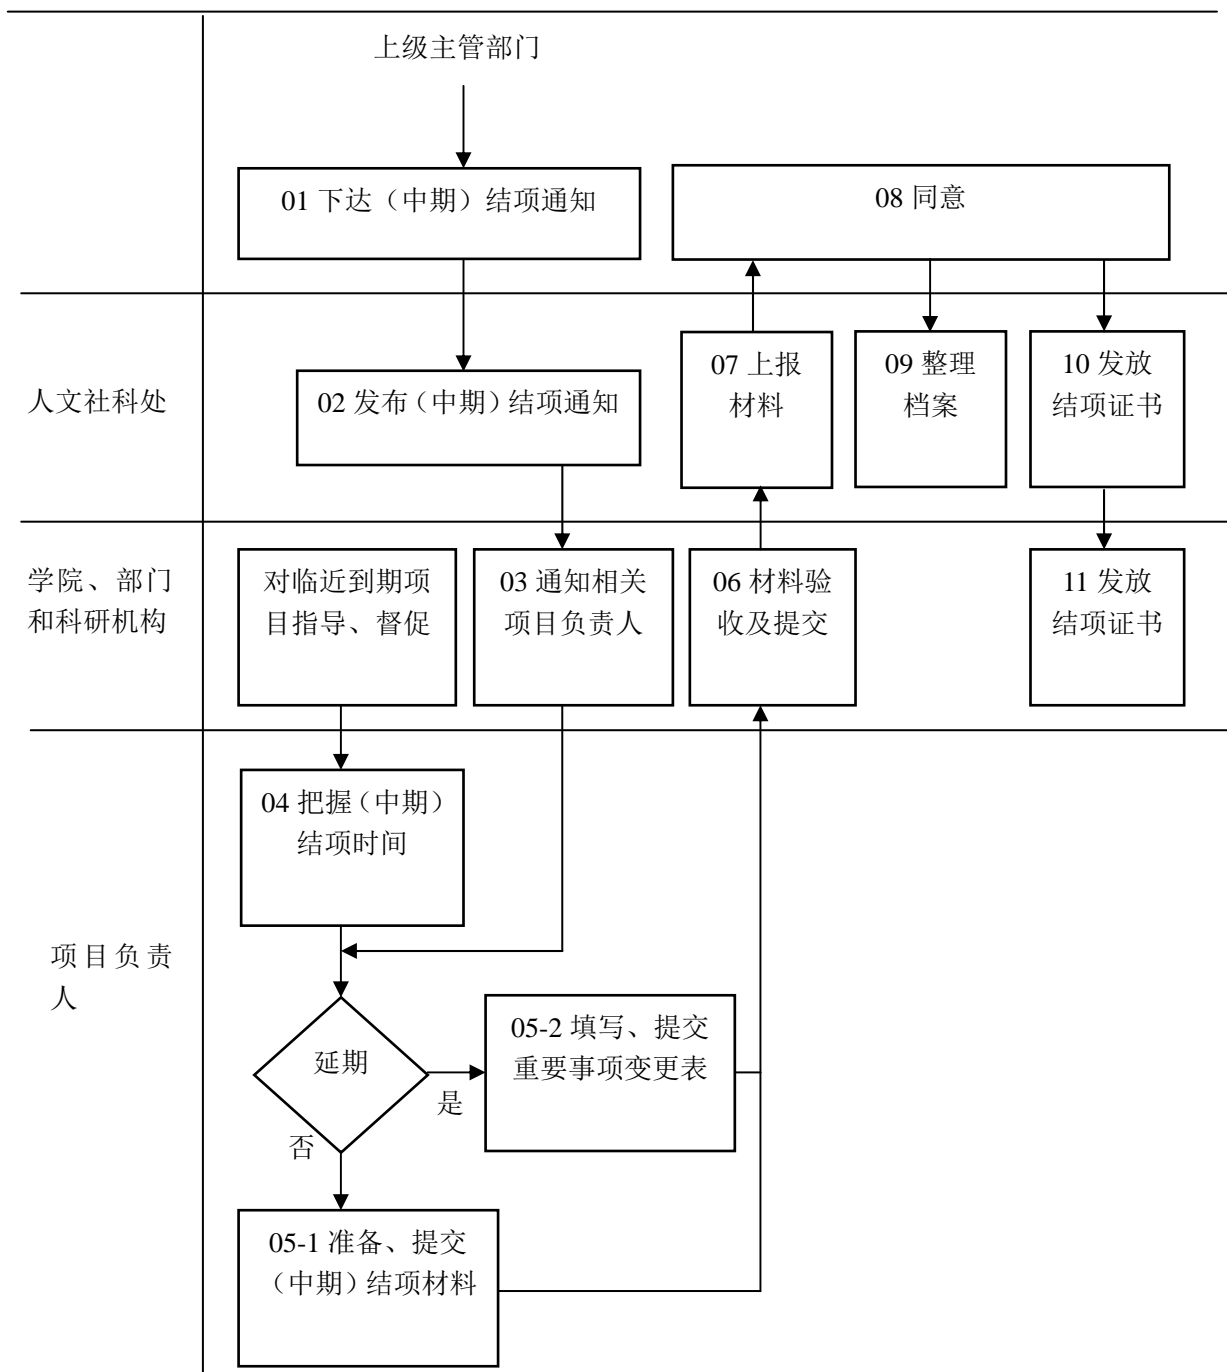 上级主管部门
01 下达（中期）结项通知
08 同意
人文社科处
02 发布（中期）结项通知
07 上报
材料
09 整理
档案
10 发放
结项证书
学院、部门
和科研机构
对临近到期项
目指导、督促
03 通知相关
项目负责人
06 材料验
收及提交
11 发放
结项证书
04 把握（中期）
结项时间
项目负责
人
延期
是
否
05-2 填写、提交
重要事项变更表
05-1 准备、提交
（中期）结项材料